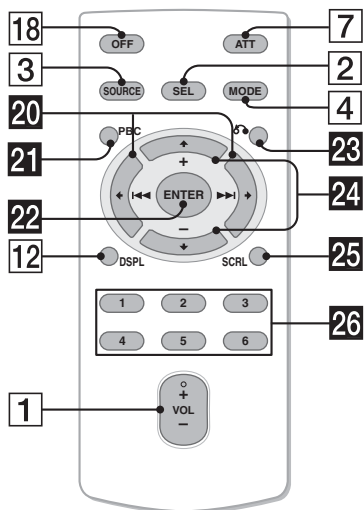 18 OFF ATT 7
3 SOURCE SEL 2
MODE 4
20 PBC 23
21
+
ENTER 24
22 −
12 DSPL SCRL 25
1 2 3
26
4 5 6
+
1 VOL
−